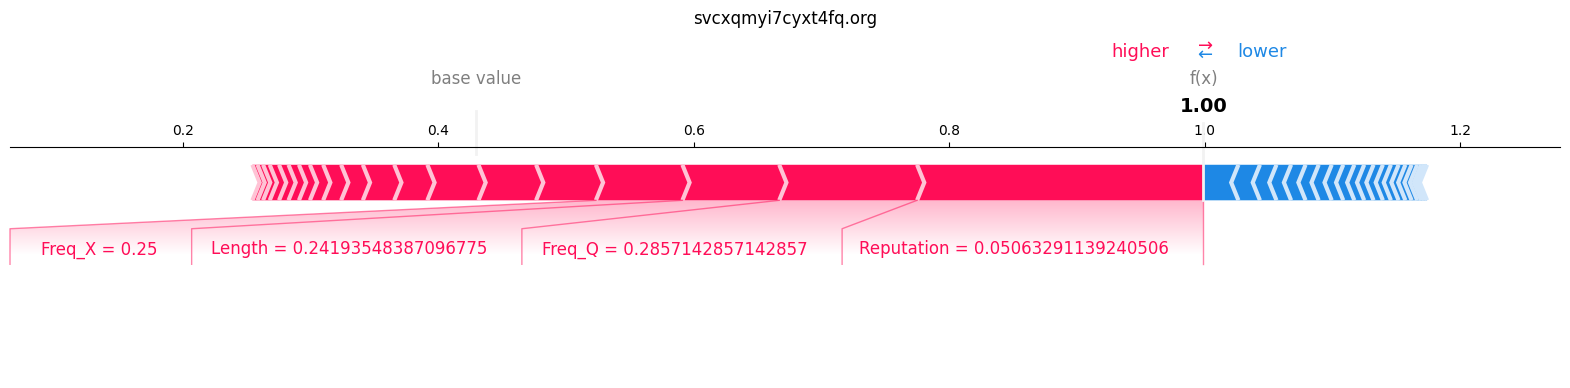 svcxqmyi7cyxt4fq.org
higher ⇄ lower
base value f(x)
1.00
0.2 0.4 0.6 0.8 1.0 1.2
Freq_X = 0.25 Length = 0.24193548387096775 Freq_Q = 0.2857142857142857 Reputation = 0.05063291139240506